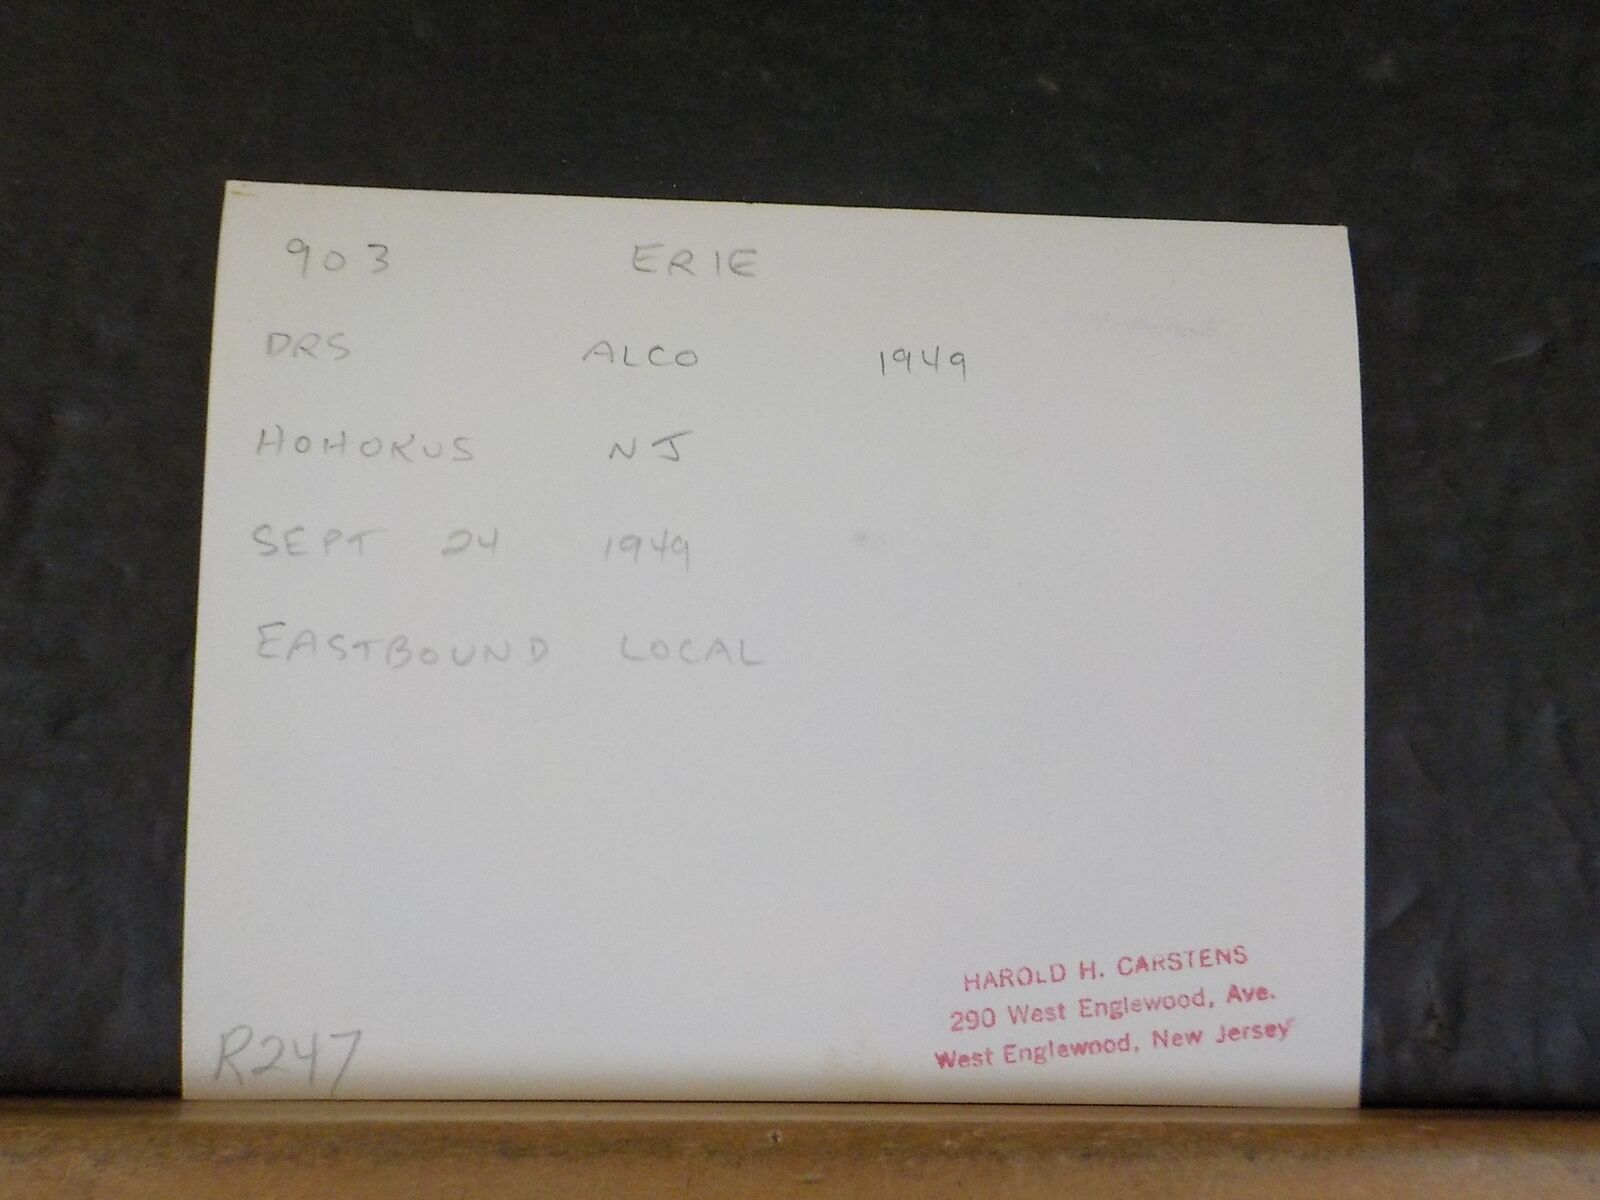 903 ERIE
DRS ALCO 1949
HOHOKUS NJ
SEPT 24 1949
EASTBOUND LOCAL
R247
HAROLD H. CARSTENS
290 West Englewood, Ave.
West Englewood, New Jersey